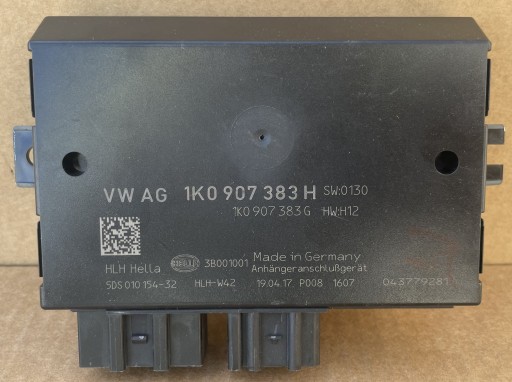 VW AG 1K0 907 383 H SW:0130
1K0 907 383 G HW:H12
HLH Hella HELLA 3B001001 Made in Germany
Anhängeranschlußgerät
5DS 010 154-32 HLH-W42 19.04.17 P008 1607 043779281